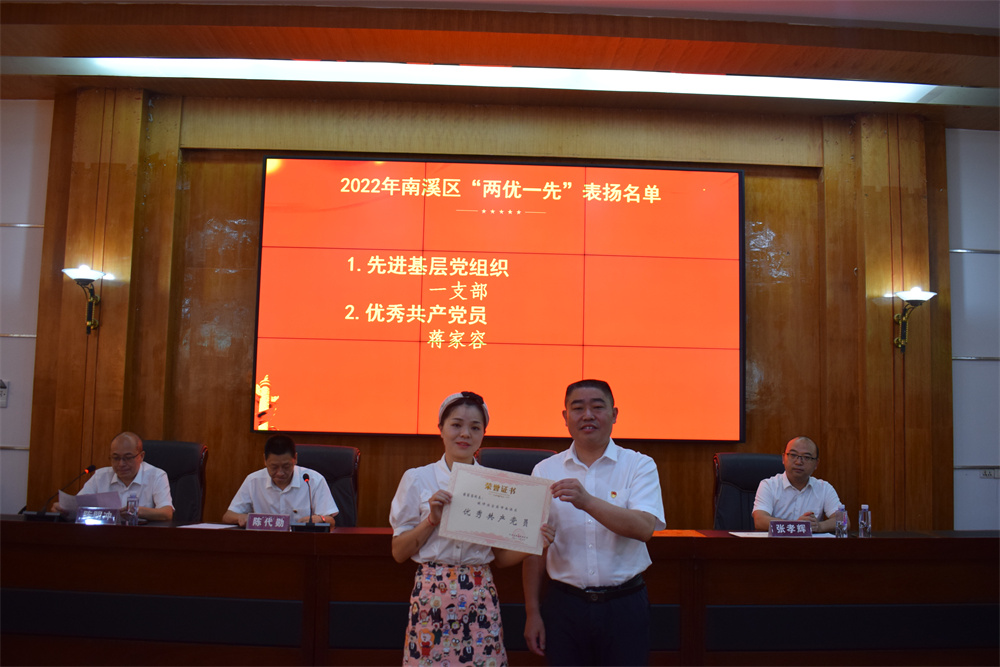 2022年南溪区“两优一先”表扬名单
1.先进基层党组织
一支部
2.优秀共产党员
蒋家容
荣誉证书
优秀共产党员
陈代勤
张孝辉